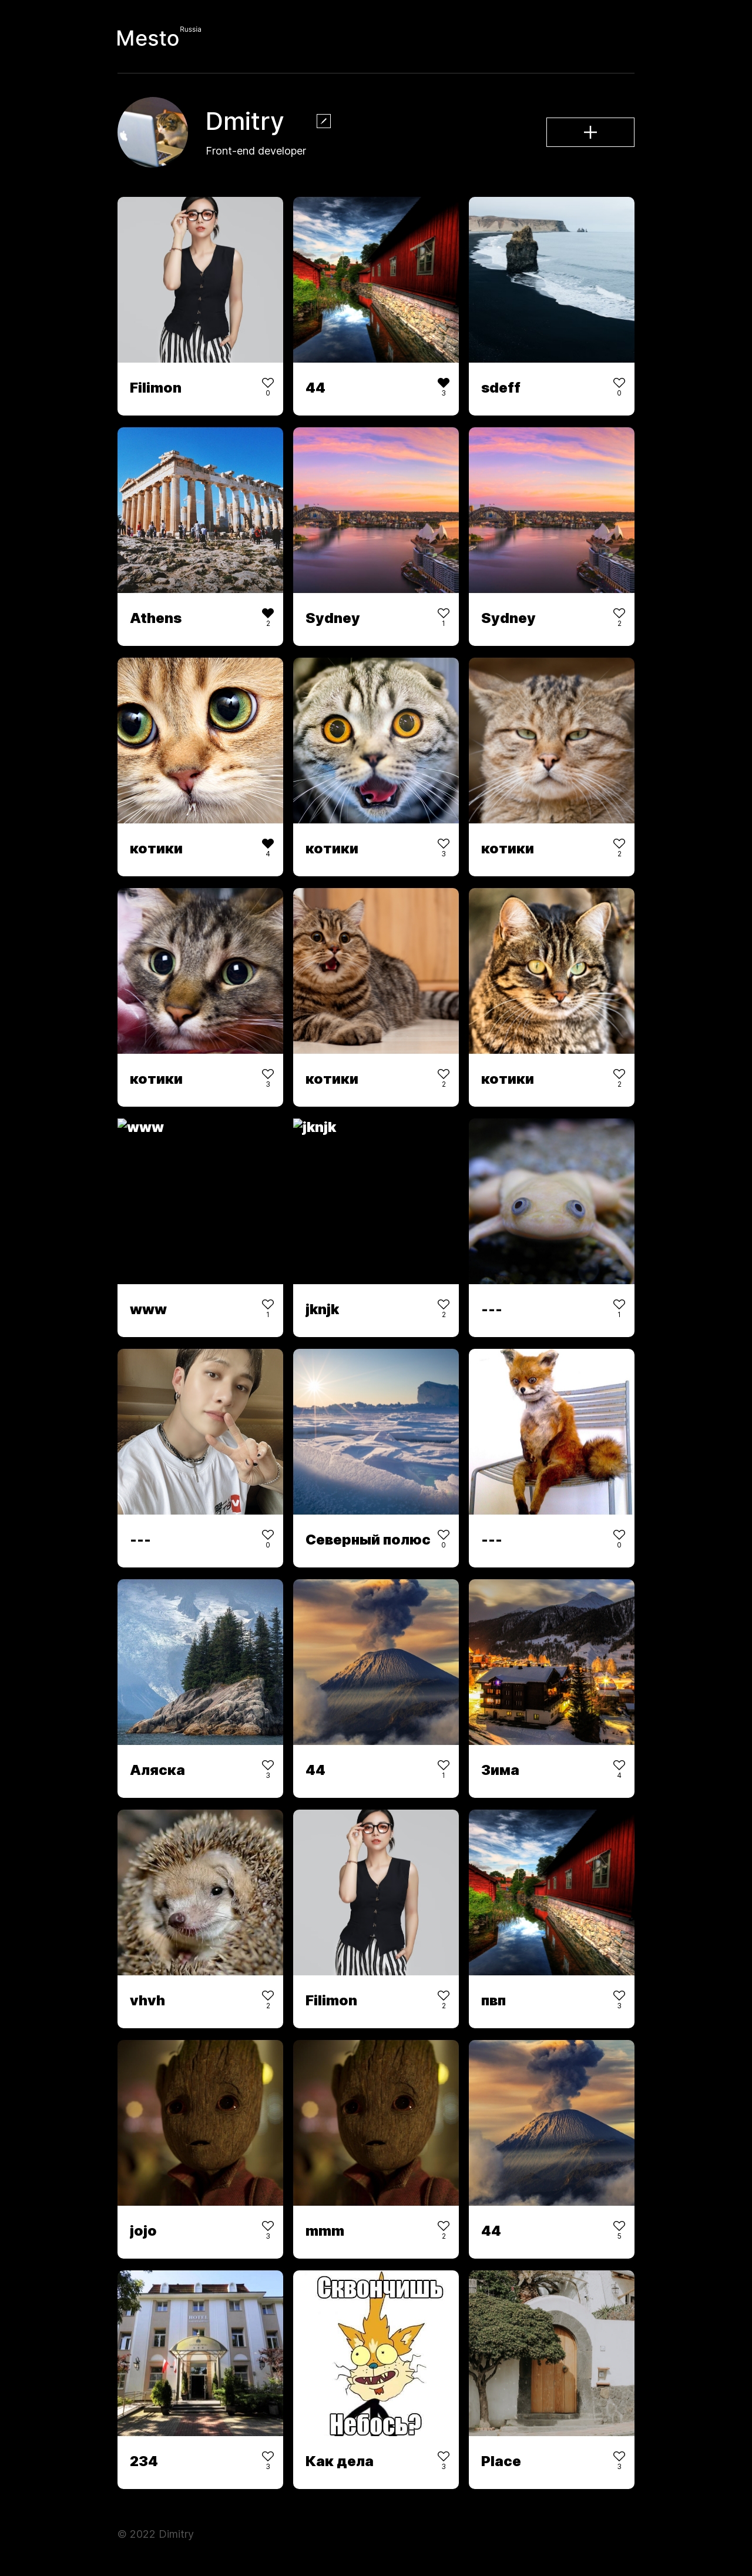 Mesto Russia
Dmitry
Front-end developer
Filimon
0
44
3
sdeff
0
Athens
2
Sydney
1
Sydney
2
котики
4
котики
3
котики
2
котики
3
котики
2
котики
2
www
jknjk
www
1
jknjk
2
---
1
---
0
Северный полюс
0
---
0
Аляска
3
44
1
Зима
4
vhvh
2
Filimon
2
пвп
3
jojo
3
mmm
2
44
5
Сквончишь
Небось?
234
3
Как дела
3
Place
3
© 2022 Dimitry